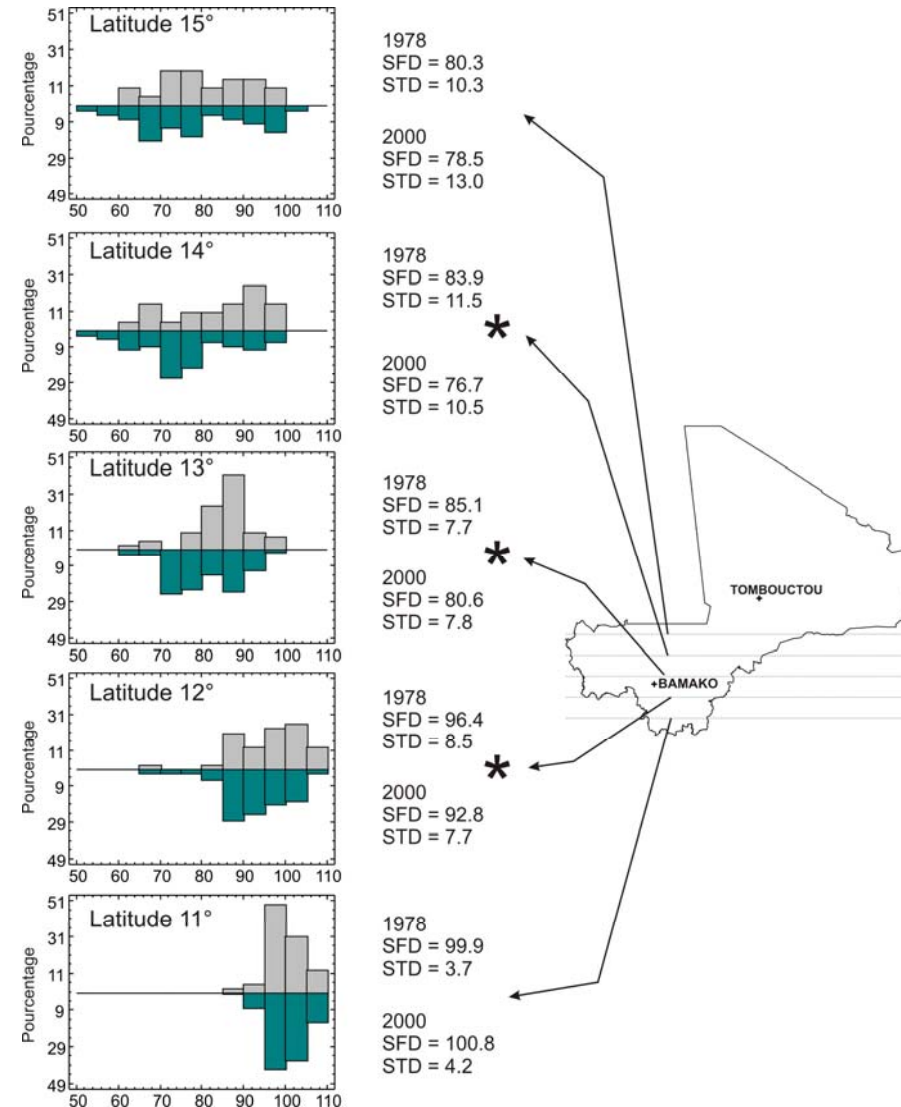 51
Latitude 15°
31
11
9
29
49
Pourcentage
50 60 70 80 90 100 110
1978
SFD = 80.3
STD = 10.3
2000
SFD = 78.5
STD = 13.0
51
Latitude 14°
31
11
9
29
49
Pourcentage
50 60 70 80 90 100 110
1978
SFD = 83.9
STD = 11.5
*
2000
SFD = 76.7
STD = 10.5
51
Latitude 13°
31
11
9
29
49
Pourcentage
50 60 70 80 90 100 110
1978
SFD = 85.1
STD = 7.7
*
2000
SFD = 80.6
STD = 7.8
TOMBOUCTOU
BAMAKO
51
Latitude 12°
31
11
9
29
49
Pourcentage
50 60 70 80 90 100 110
1978
SFD = 96.4
STD = 8.5
*
2000
SFD = 92.8
STD = 7.7
51
Latitude 11°
31
11
9
29
49
Pourcentage
50 60 70 80 90 100 110
1978
SFD = 99.9
STD = 3.7
2000
SFD = 100.8
STD = 4.2